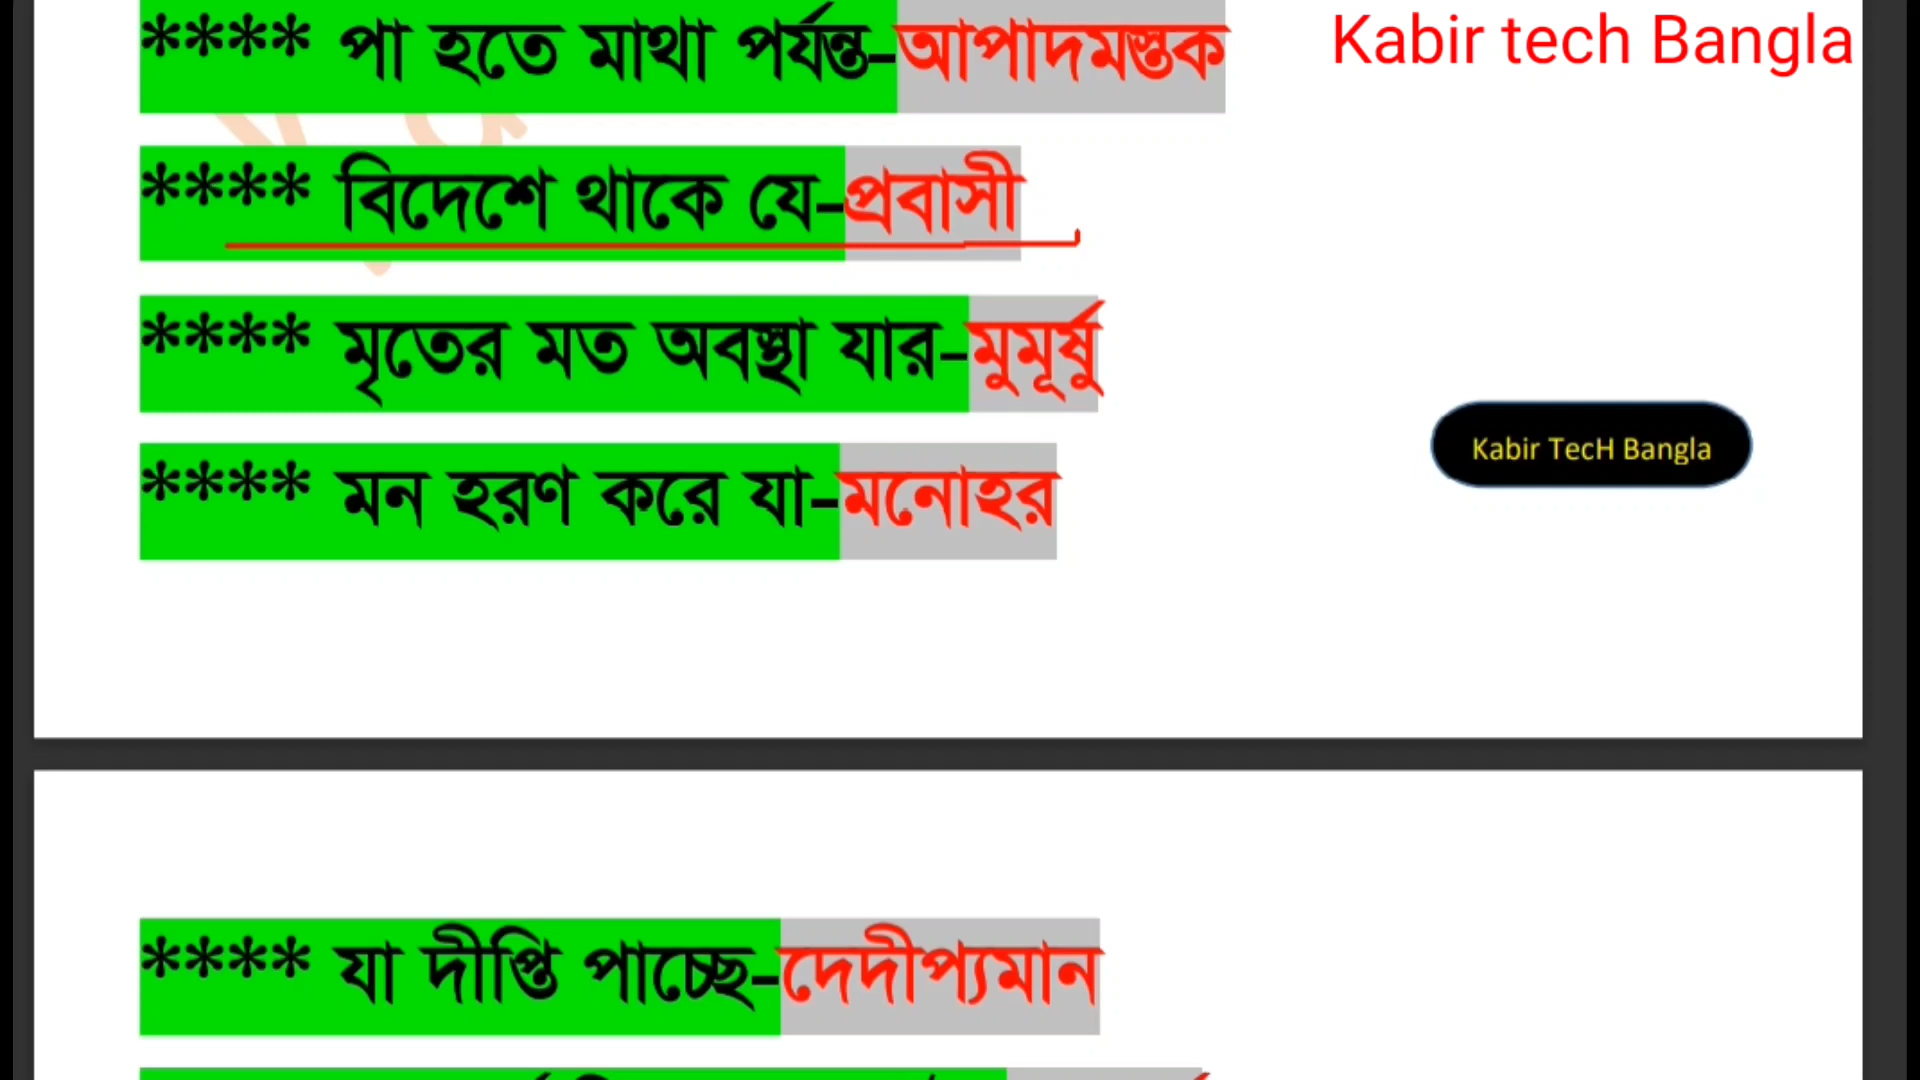 **** পা হতে মাথা পর্যন্ত-আপাদমস্তক
Kabir tech Bangla
**** বিদেশে থাকে যে-প্রবাসী
**** মৃতের মত অবস্থা যার-মুমূর্ষু
Kabir TecH Bangla
**** মন হরণ করে যা-মনোহর
**** যা দীপ্তি পাচ্ছে-দেদীপ্যমান